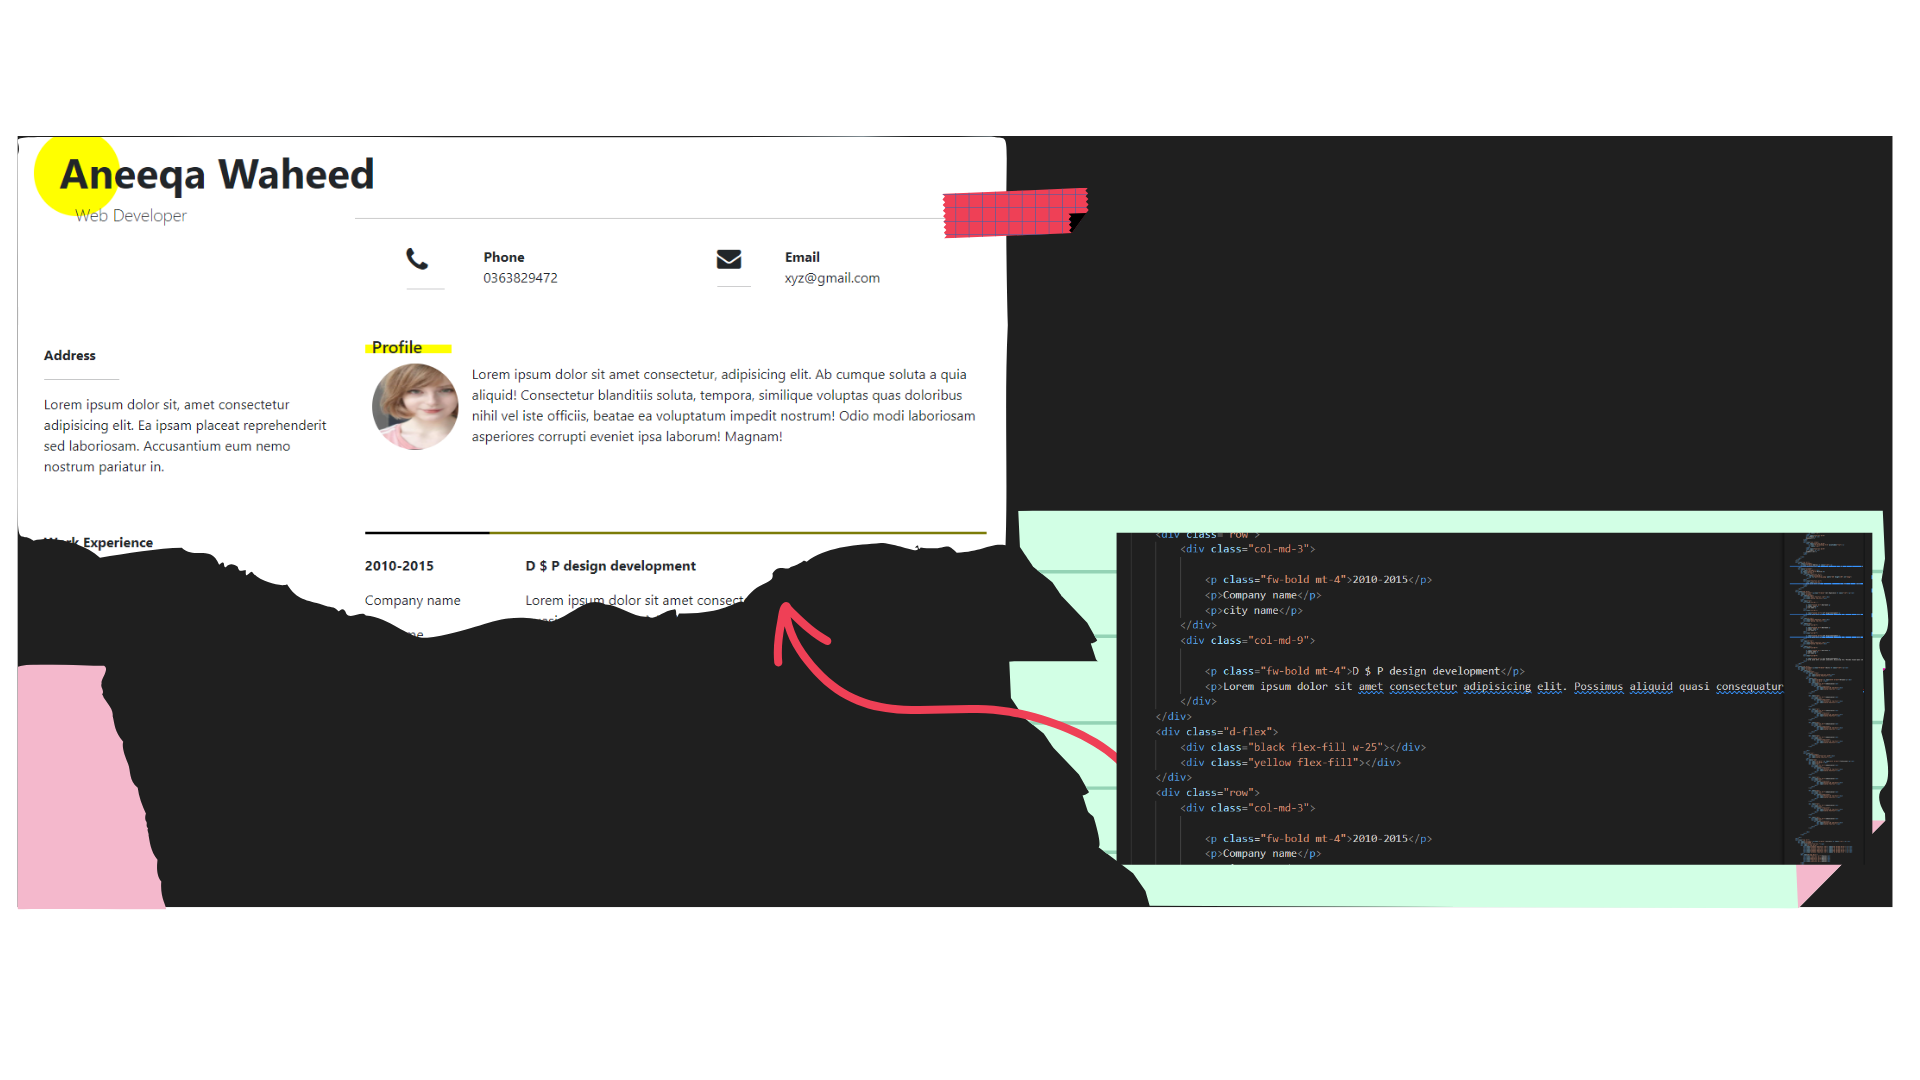 Aneeqa Waheed
Web Developer
Phone
0363829472
Email
xyz@gmail.com
Address
Lorem ipsum dolor sit, amet consectetur
adipisicing elit. Ea ipsam placeat reprehenderit
sed laboriosam. Accusantium eum nemo
nostrum pariatur in.
Profile
Lorem ipsum dolor sit amet consectetur, adipisicing elit. Ab cumque soluta a quia
aliquid! Consectetur blanditiis soluta, tempora, similique voluptas quas doloribus
nihil vel iste officiis, beatae ea voluptatum impedit nostrum! Odio modi laboriosam
asperiores corrupti eveniet ipsa laborum! Magnam!
Work Experience
2010-2015
D $ P design development
Company name
Lorem ipsum dolor sit amet consect
<div class="row">
<div class="col-md-3">
<p class="fw-bold mt-4">2010-2015</p>
<p>Company name</p>
<p>city name</p>
</div>
<div class="col-md-9">
<p class="fw-bold mt-4">D $ P design development</p>
<p>Lorem ipsum dolor sit amet consectetur adipisicing elit. Possimus aliquid quasi consequatur
</div>
</div>
<div class="d-flex">
<div class="black flex-fill w-25"></div>
<div class="yellow flex-fill"></div>
</div>
<div class="row">
<div class="col-md-3">
<p class="fw-bold mt-4">2010-2015</p>
<p>Company name</p>